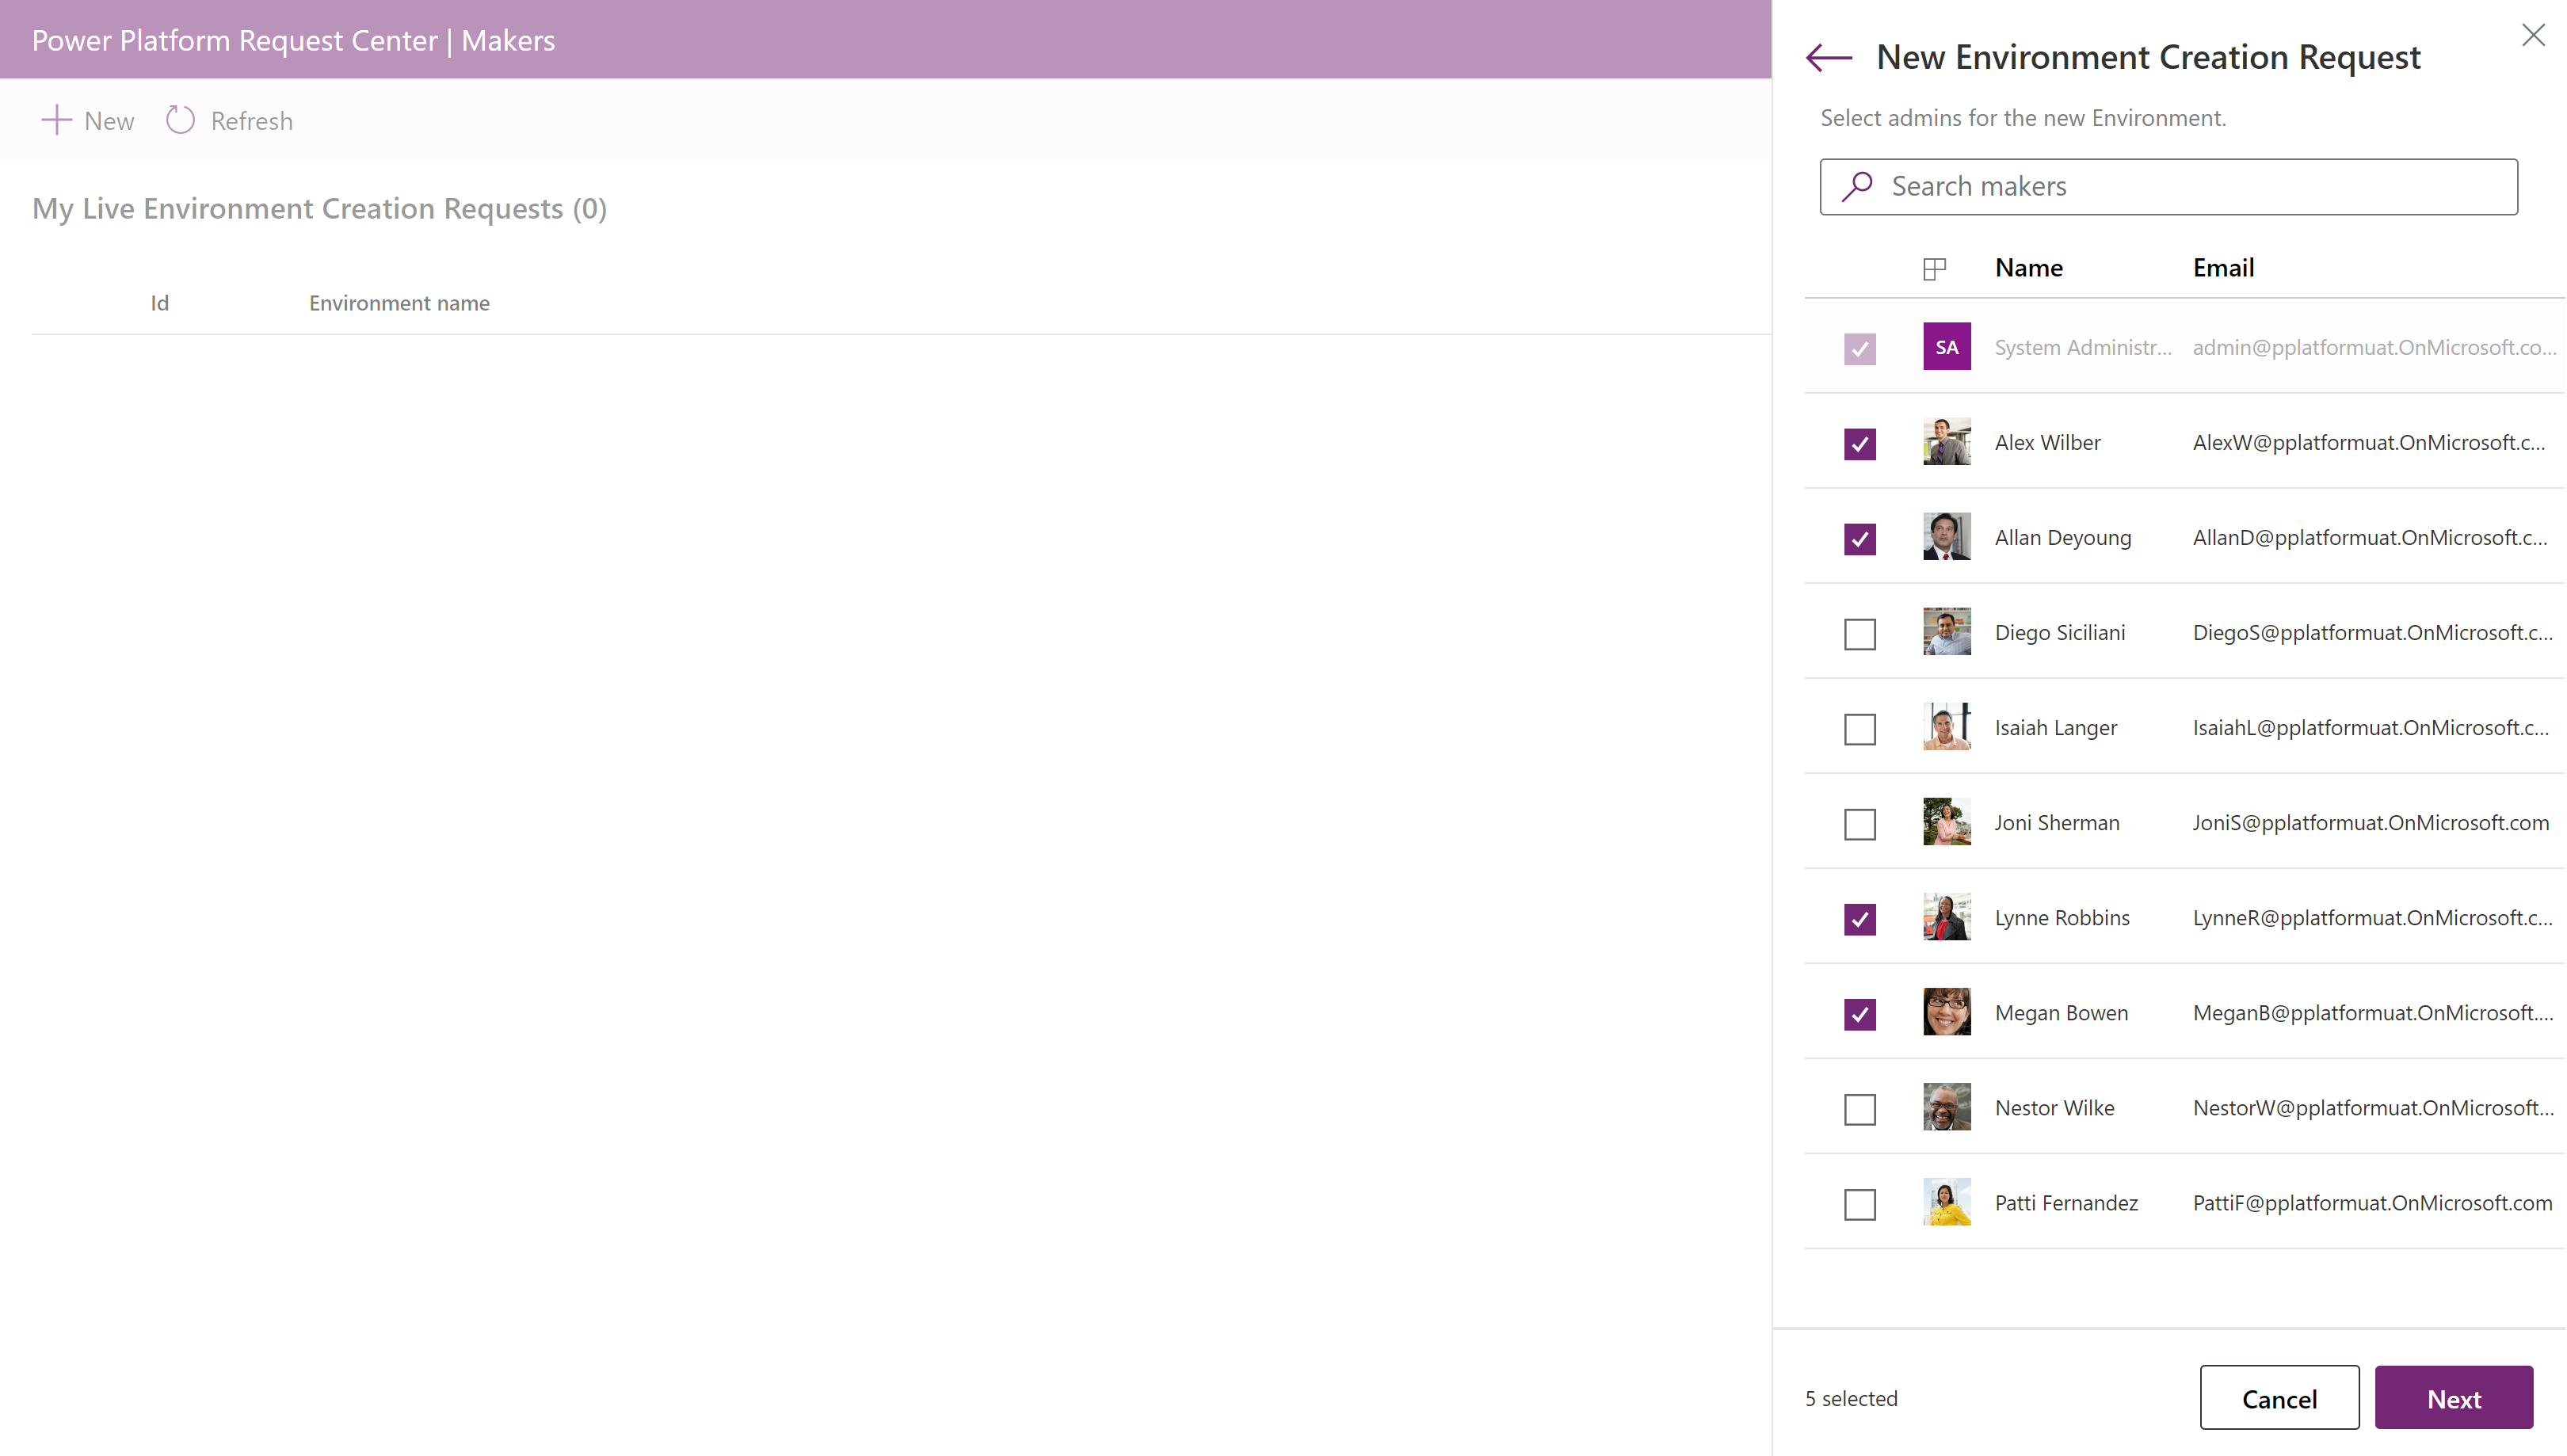 Power Platform Request Center | Makers
New Refresh
My Live Environment Creation Requests (0)
Id Environment name
New Environment Creation Request
Select admins for the new Environment.
Search makers
Name Email
SA System Administr... admin@pplatformuat.OnMicrosoft.co...
Alex Wilber AlexW@pplatformuat.OnMicrosoft.c...
Allan Deyoung AllanD@pplatformuat.OnMicrosoft.c...
Diego Siciliani DiegoS@pplatformuat.OnMicrosoft.c...
Isaiah Langer IsaiahL@pplatformuat.OnMicrosoft.c...
Joni Sherman JoniS@pplatformuat.OnMicrosoft.com
Lynne Robbins LynneR@pplatformuat.OnMicrosoft.c...
Megan Bowen MeganB@pplatformuat.OnMicrosoft....
Nestor Wilke NestorW@pplatformuat.OnMicrosoft...
Patti Fernandez PattiF@pplatformuat.OnMicrosoft.com
5 selected Cancel Next